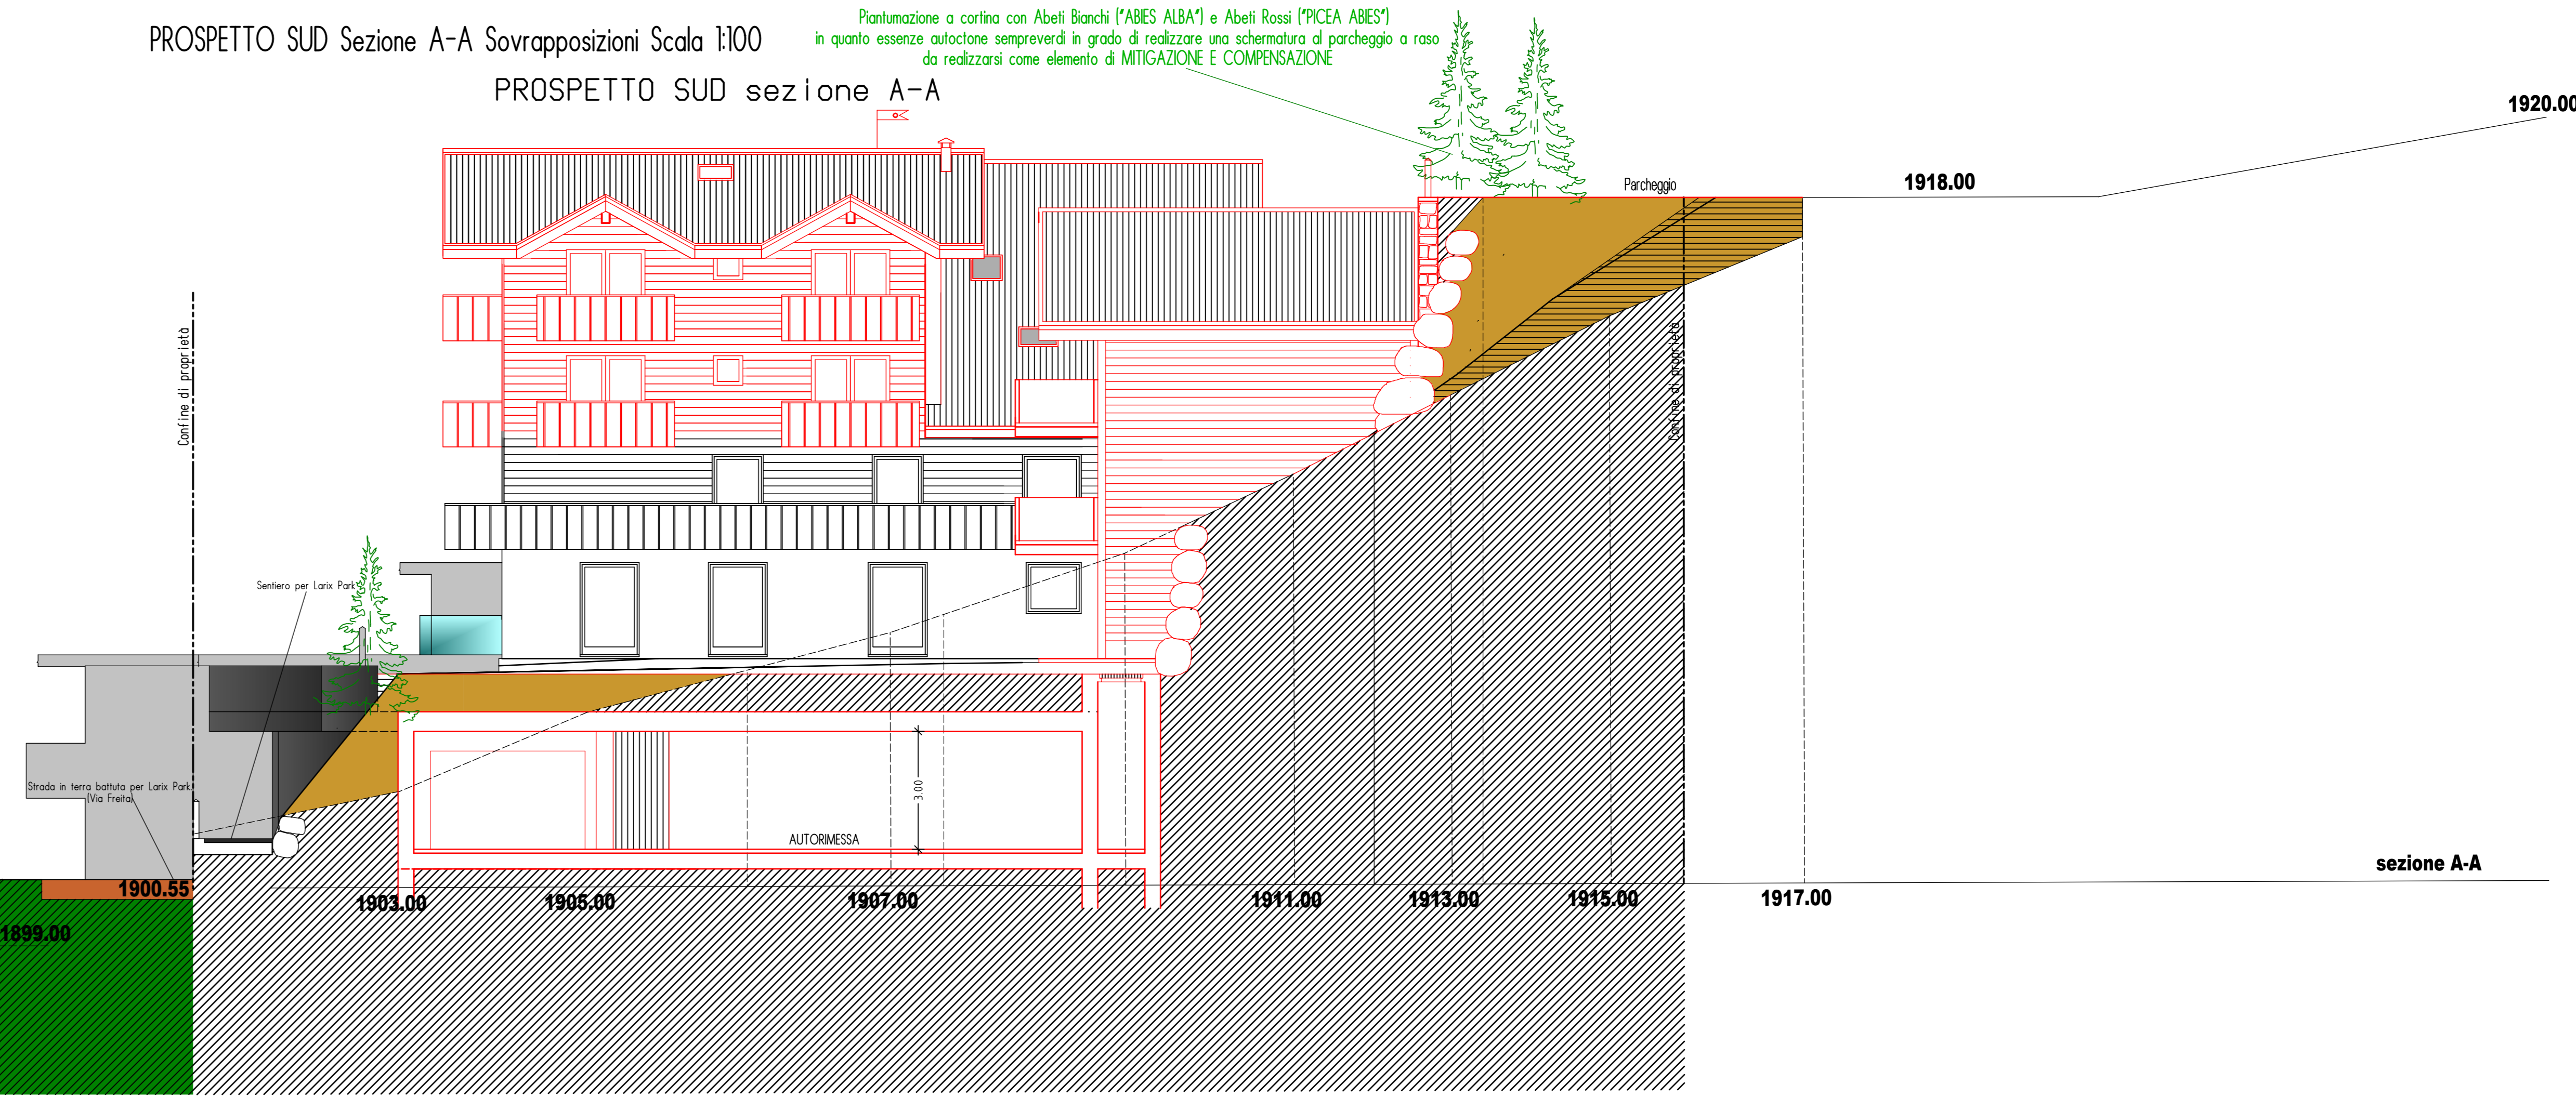 PROSPETTO SUD Sezione A-A Sovrapposizioni Scala 1:100
Piantumazione a cortina con Abeti Bianchi ("ABIES ALBA") e Abeti Rossi ("PICEA ABIES")
in quanto essenze autoctone sempreverdi in grado di realizzare una schermatura al parcheggio a raso
da realizzarsi come elemento di MITIGAZIONE E COMPENSAZIONE
PROSPETTO SUD sezione A-A
1920.00
Parcheggio
1918.00
Confine di proprietà
Confine di proprietà
Sentiero per Larix Park
Strada in terra battuta per Larix Park
(Via Freita)
3.00
AUTORIMESSA
sezione A-A
1900.55
1903.00
1905.00
1907.00
1911.00
1913.00
1915.00
1917.00
1899.00